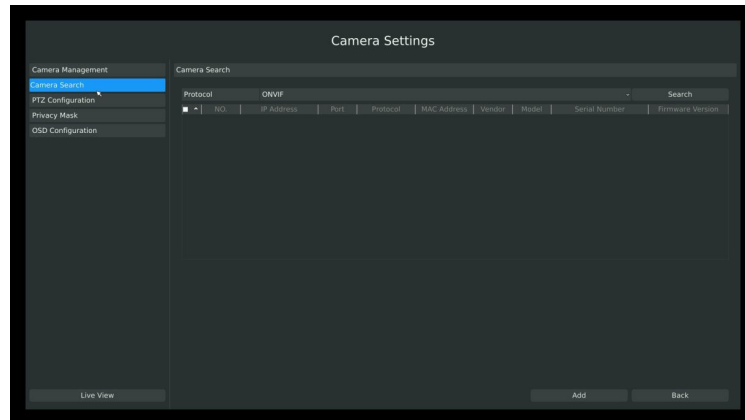 Camera Settings
Camera Management
Camera Search
PTZ Configuration
Privacy Mask
OSD Configuration
Camera Search
Protocol ONVIF Search
NO. IP Address Port Protocol MAC Address Vendor Model Serial Number Firmware Version
Live View Add Back